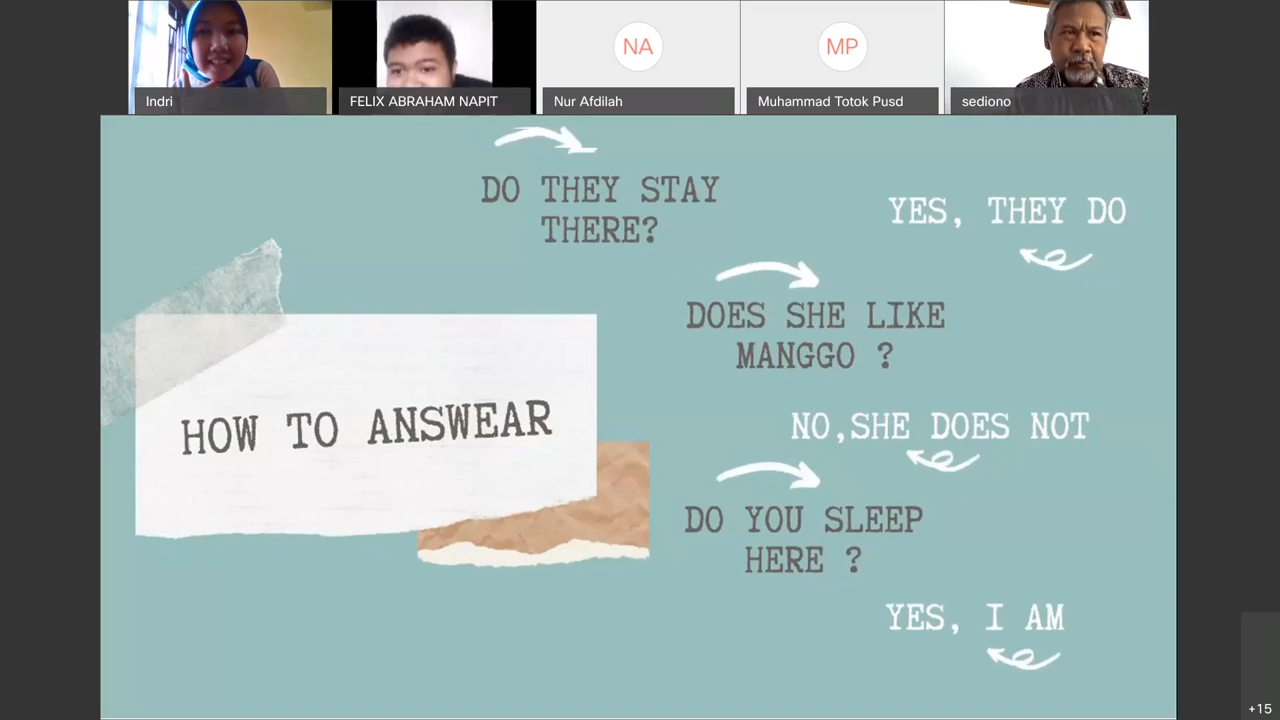 NA
MP
Indri
FELIX ABRAHAM NAPIT
Nur Afdilah
Muhammad Totok Pusd
sediono
DO THEY STAY
THERE?
YES, THEY DO
DOES SHE LIKE
MANGGO ?
HOW TO ANSWEAR
NO,SHE DOES NOT
DO YOU SLEEP
HERE ?
YES, I AM
+15